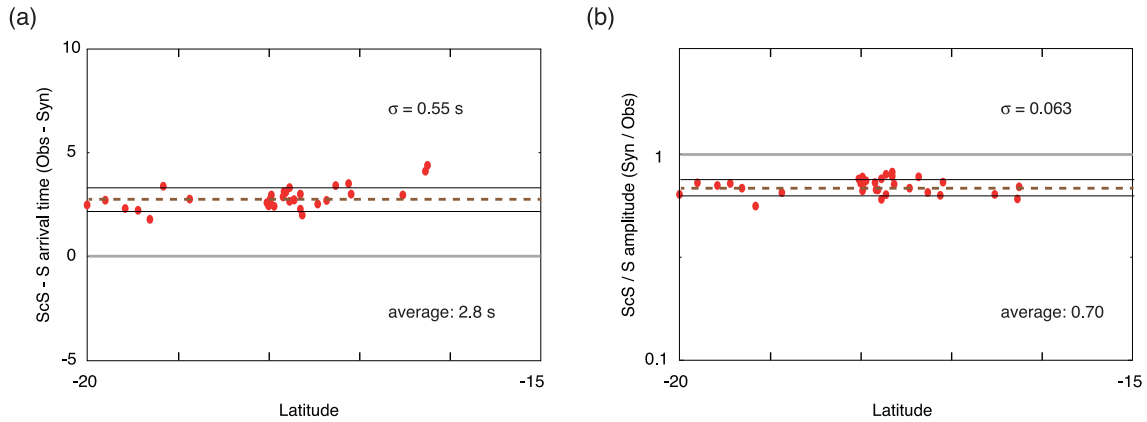 (a)
10
5
0
-5
ScS - S arrival time (Obs - Syn)
σ = 0.55 s
average: 2.8 s
-20
-15
Latitude
(b)
1
0.1
ScS / S amplitude (Syn / Obs)
σ = 0.063
average: 0.70
-20
-15
Latitude